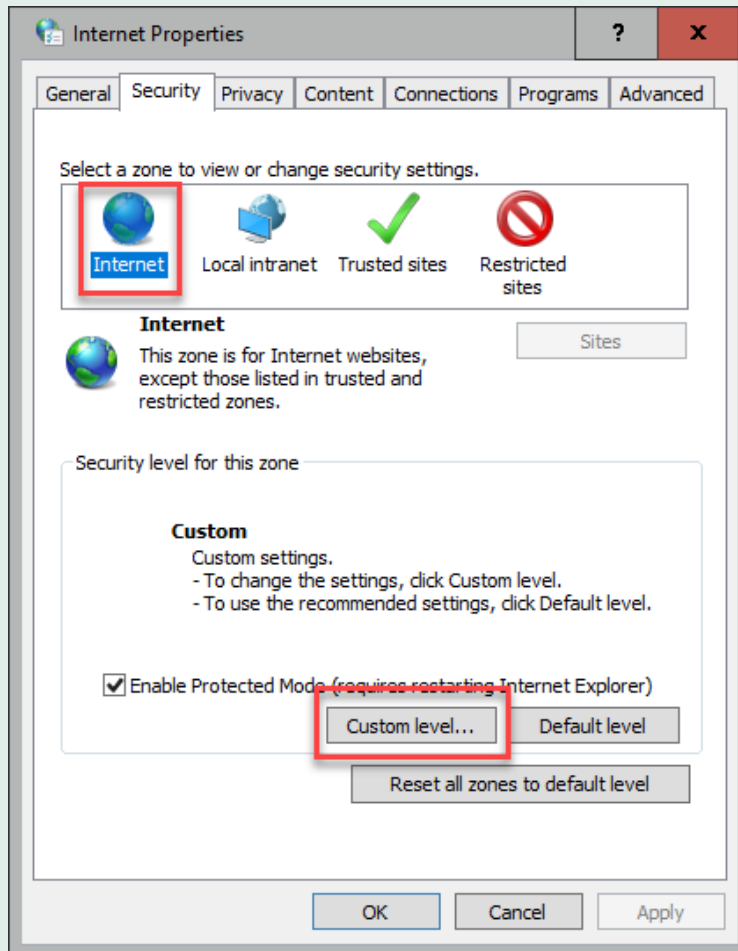 Internet Properties
?
x
General Security Privacy Content Connections Programs Advanced
Select a zone to view or change security settings.
Internet Local intranet Trusted sites Restricted
sites
Internet
Sites
This zone is for Internet websites,
except those listed in trusted and
restricted zones.
Security level for this zone
Custom
Custom settings.
- To change the settings, click Custom level.
- To use the recommended settings, click Default level.
Enable Protected Mode (requires restarting Internet Explorer)
Custom level... Default level
Reset all zones to default level
OK Cancel Apply